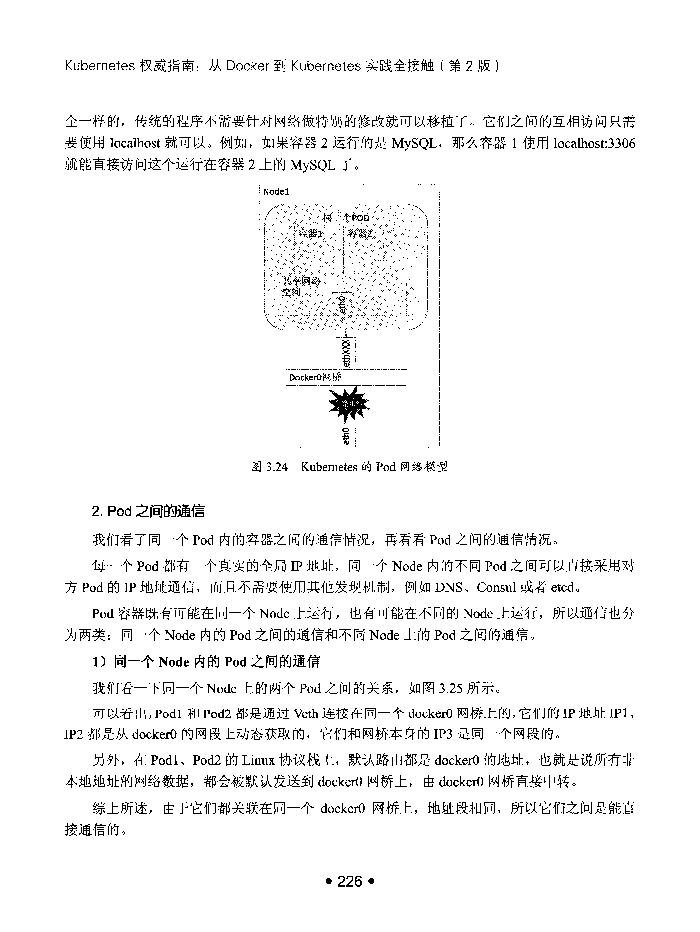 Kubernetes 权威指南：从 Docker 到 Kubernetes 实践全接触（第 2 版）
全一样的，传统的程序不需要针对网络做特别的修改就可以移植了。它们之间的互相访问只需
要使用 localhost 就可以。例如，如果容器 2 运行的是 MySQL，那么容器 1 使用 localhost:3306
就能直接访问这个运行在容器 2 上的 MySQL 了。
Node1
同一个POD
容器1
容器2
共享网络
空间
eth0
vethXXX
Docker0网桥
eth0
图 3.24 Kubernetes 的 Pod 网络模型
2. Pod 之间的通信
我们看了同一个 Pod 内的容器之间的通信情况，再看看 Pod 之间的通信情况。
每一个 Pod 都有一个真实的全局 IP 地址，同一个 Node 内的不同 Pod 之间可以直接采用对
方 Pod 的 IP 地址通信，而且不需要使用其他发现机制，例如 DNS、Consul 或者 etcd。
Pod 容器既有可能在同一个 Node 上运行，也有可能在不同的 Node 上运行，所以通信也分
为两类：同一个 Node 内的 Pod 之间的通信和不同 Node 上的 Pod 之间的通信。
1）同一个 Node 内的 Pod 之间的通信
我们看一下同一个 Node 上的两个 Pod 之间的关系，如图 3.25 所示。
可以看出，Pod1 和 Pod2 都是通过 Veth 连接在同一个 docker0 网桥上的，它们的 IP 地址 IP1、
IP2 都是从 docker0 的网段上动态获取的，它们和网桥本身的 IP3 是同一个网段的。
另外，在 Pod1、Pod2 的 Linux 协议栈上，默认路由都是 docker0 的地址，也就是说所有非
本地地址的网络数据，都会被默认发送到 docker0 网桥上，由 docker0 网桥直接中转。
综上所述，由于它们都关联在同一个 docker0 网桥上，地址段相同，所以它们之间是能直
接通信的。
• 226 •